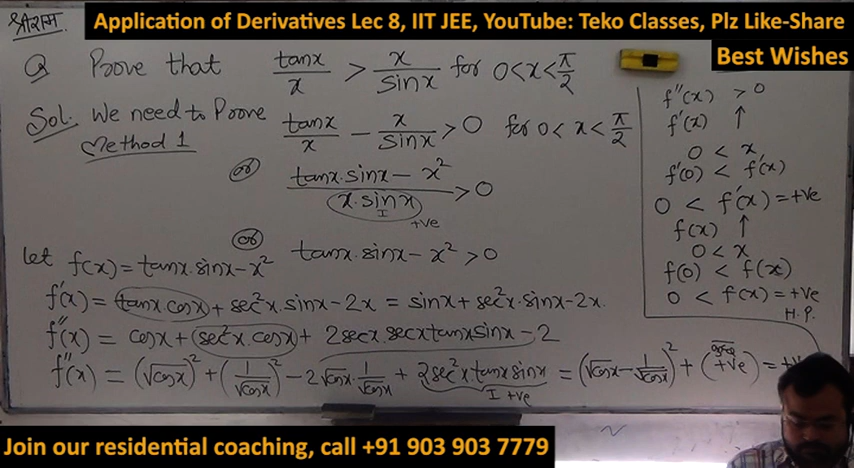 श्रीराम
Application of Derivatives Lec 8, IIT JEE, YouTube: Teko Classes, Plz Like-Share
Best Wishes
Q Prove that tanx/x > x/sinx for 0<x<π/2
Sol. We need to Prove
Method 1
tanx/x - x/sinx > 0 for 0 < x < π/2
or (tanx·sinx - x²)/(x·sinx) > 0
I +ve
or tanx·sinx - x² > 0
let f(x) = tanx·sinx - x²
f'(x) = tanx·cosx + sec²x·sinx - 2x = sinx + sec²x·sinx - 2x
f''(x) = cosx + (sec²x·cosx) + 2secx·secxtanxsinx - 2
f''(x) = (√cosx)² + (1/√cosx)² - 2√cosx·1/√cosx + 2sec²x·tanx sinx = (√cosx - 1/√cosx)² + (+ve) = +ve
I +ve
f''(x) > 0
f'(x) ↑
0 < x
f'(0) < f'(x)
0 < f'(x) = +ve
f(x) ↑
0 < x
f(0) < f(x)
0 < f(x) = +ve
H.P.
Join our residential coaching, call +91 903 903 7779